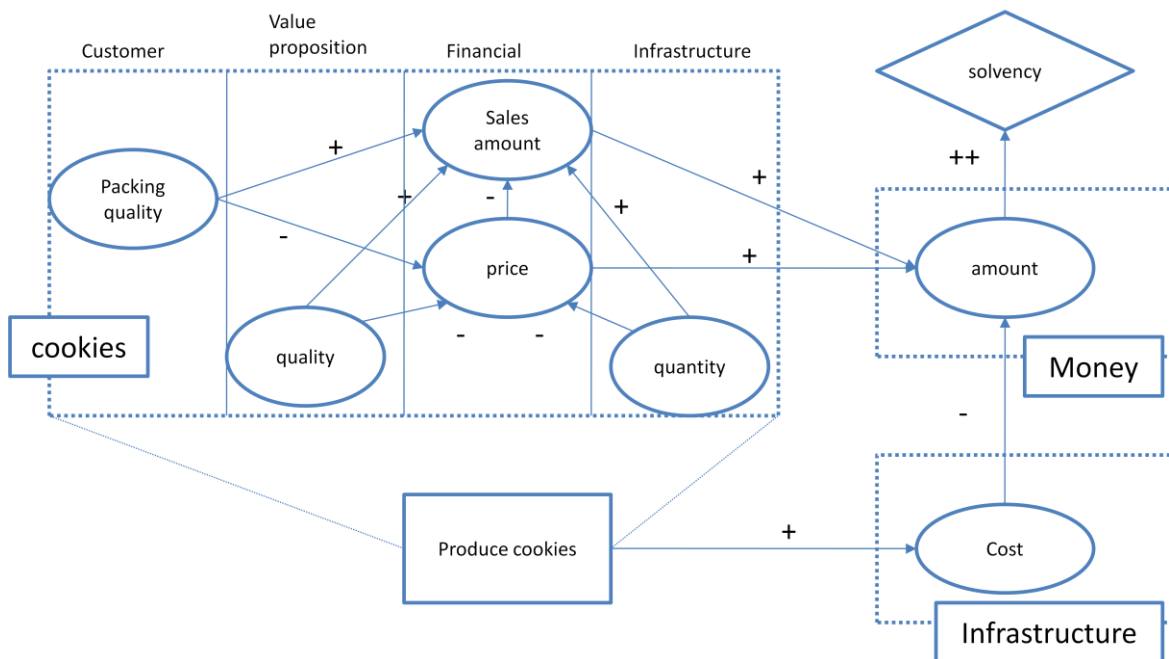 Customer
Value
proposition
Financial
Infrastructure
solvency
Sales
amount
+
++
Packing
quality
+
-
+
+
-
price
+
amount
cookies
quality
-
-
quantity
Money
-
Produce cookies
+
Cost
Infrastructure